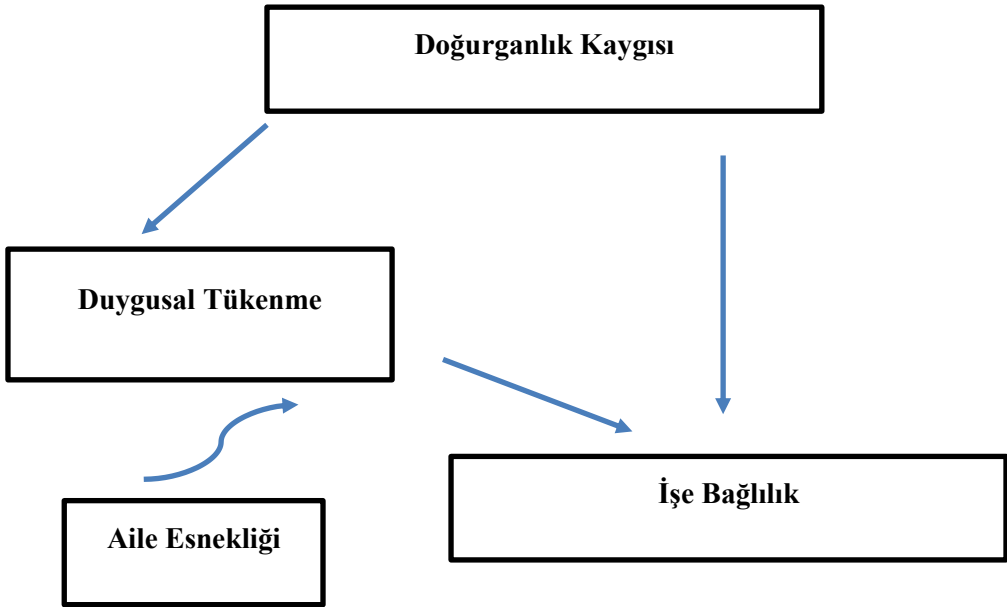 Doğurganlık Kaygısı
Duygusal Tükenme
İşe Bağlılık
Aile Esnekliği